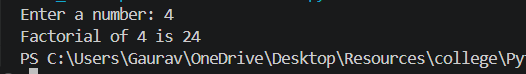 Enter a number: 4
Factorial of 4 is 24
PS C:\Users\Gaurav\OneDrive\Desktop\Resources\college\Py